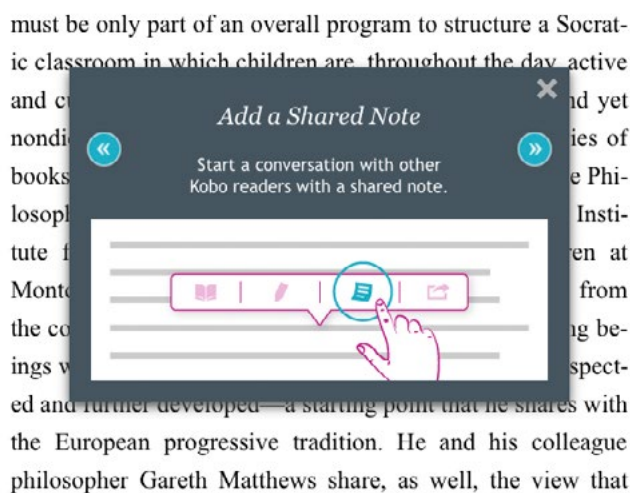 must be only part of an overall program to structure a Socrat-
ic classroom in which children are, throughout the day, active
and
nd yet
nondi
ies of
books
e Phi-
losop
Insti-
tute
en at
Monto
from
the co
ng be-
ings w
spect-
ed and further developed—a starting point that he shares with
the European progressive tradition. He and his colleague
philosopher Gareth Matthews share, as well, the view that
Add a Shared Note
Start a conversation with other
Kobo readers with a shared note.